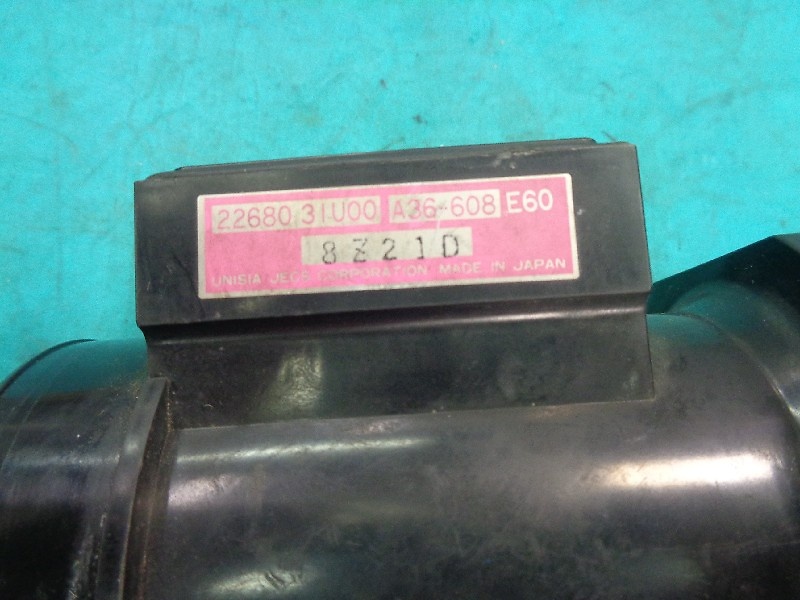 22680 31U00 A36-608 E60
8Z21D
UNISIA JECS CORPORATION MADE IN JAPAN